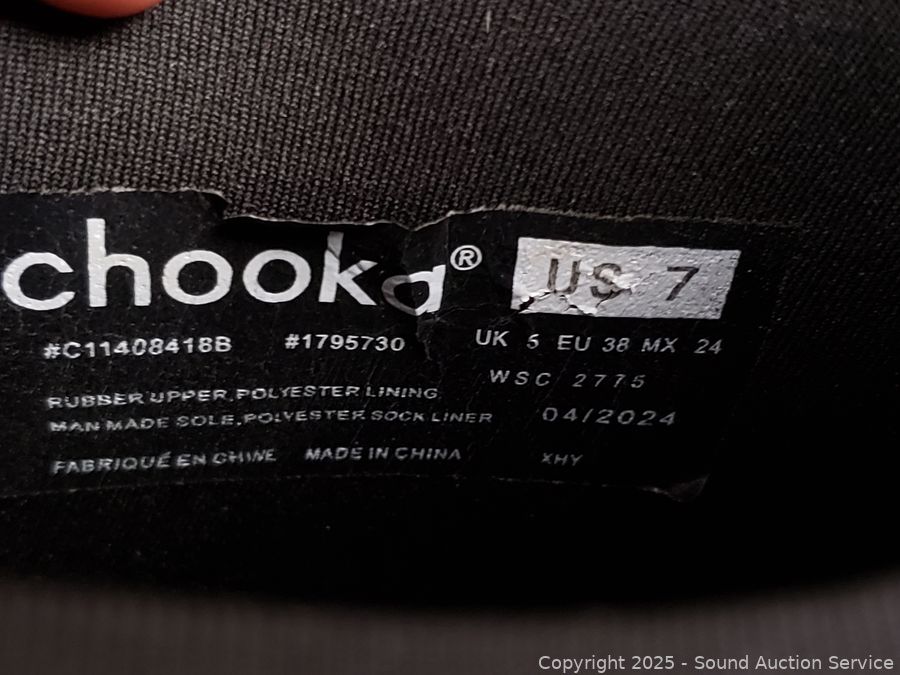 chooka® US 7
#C11408418B #1795730 UK 5 EU 38 MX 24
WSC 2775
RUBBER UPPER, POLYESTER LINING
MAN MADE SOLE, POLYESTER SOCK LINER 04/2024
FABRIQUÉ EN CHINE MADE IN CHINA XHY
Copyright 2025 - Sound Auction Service